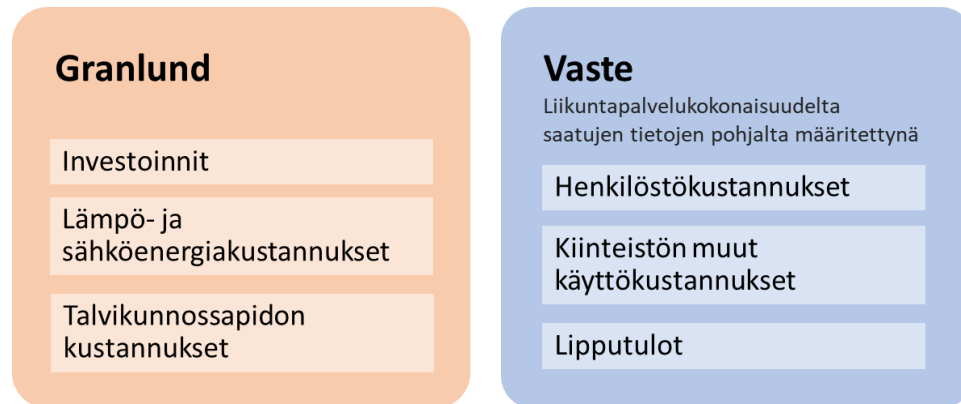 Granlund
Investoinnit
Lämpö- ja
sähköenergiakustannukset
Talvikunnossapidon
kustannukset
Vaste
Liikuntapalvelukokonaisuudelta
saatujen tietojen pohjalta määritettynä
Henkilöstökustannukset
Kiinteistön muut
käyttökustannukset
Lipputulot